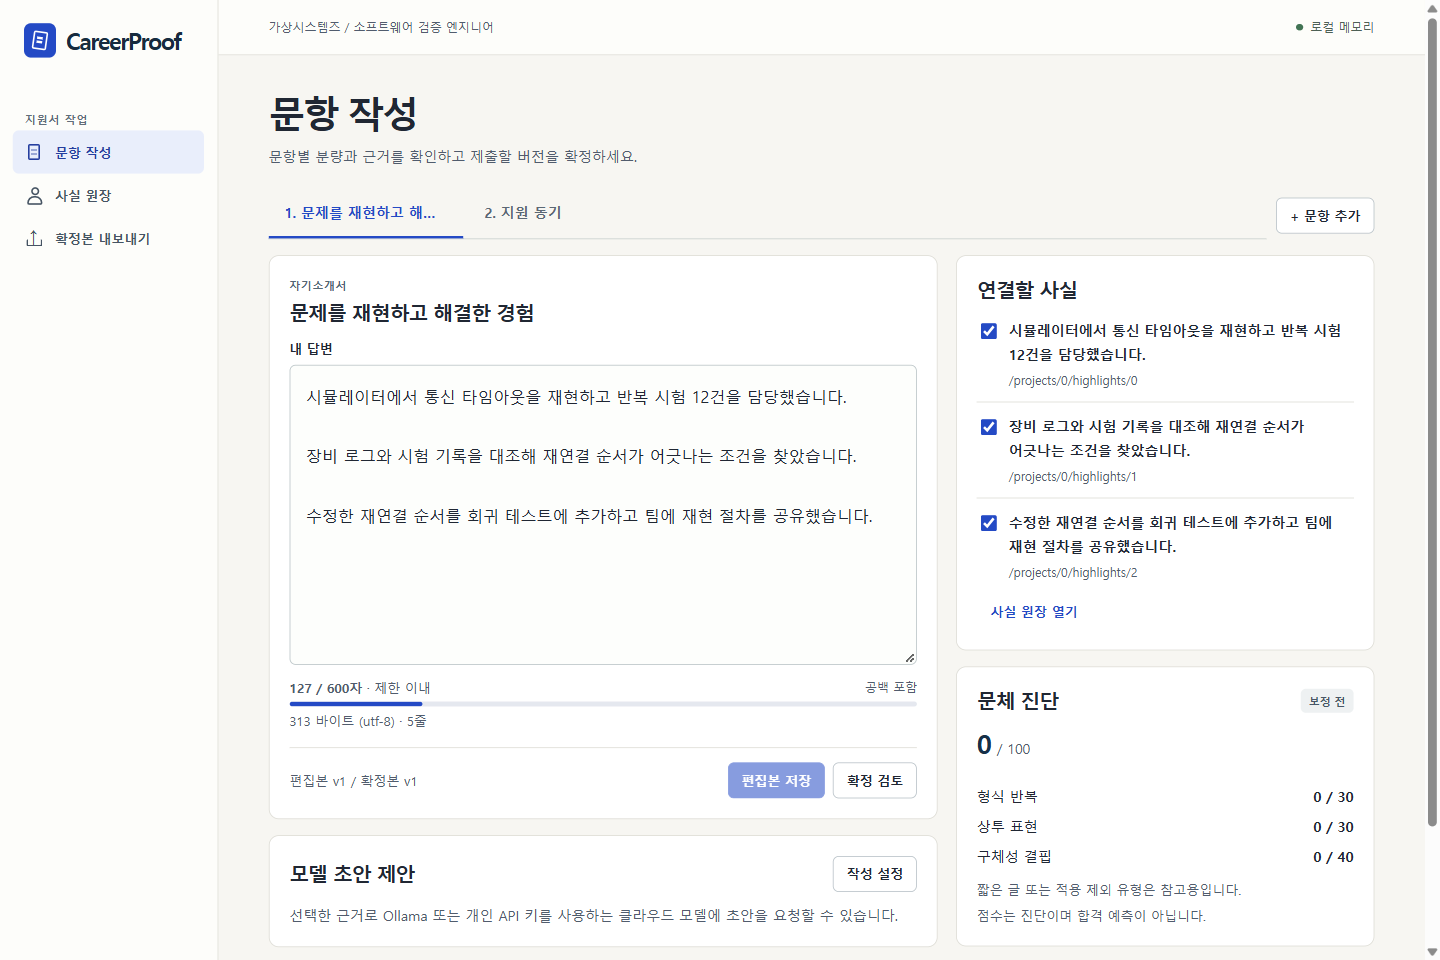 CareerProof
지원서 작업
문항 작성
사실 원장
확정본 내보내기
가상시스템즈 / 소프트웨어 검증 엔지니어
로컬 메모리
문항 작성
문항별 분량과 근거를 확인하고 제출할 버전을 확정하세요.
1. 문제를 재현하고 해...
2. 지원 동기
+ 문항 추가
자기소개서
문제를 재현하고 해결한 경험
내 답변
시뮬레이터에서 통신 타임아웃을 재현하고 반복 시험 12건을 담당했습니다.
장비 로그와 시험 기록을 대조해 재연결 순서가 어긋나는 조건을 찾았습니다.
수정한 재연결 순서를 회귀 테스트에 추가하고 팀에 재현 절차를 공유했습니다.
127 / 600자 · 제한 이내
공백 포함
313 바이트 (utf-8) · 5줄
편집본 v1 / 확정본 v1
편집본 저장
확정 검토
모델 초안 제안
작성 설정
선택한 근거로 Ollama 또는 개인 API 키를 사용하는 클라우드 모델에 초안을 요청할 수 있습니다.
연결할 사실
시뮬레이터에서 통신 타임아웃을 재현하고 반복 시험
12건을 담당했습니다.
/projects/0/highlights/0
장비 로그와 시험 기록을 대조해 재연결 순서가
어긋나는 조건을 찾았습니다.
/projects/0/highlights/1
수정한 재연결 순서를 회귀 테스트에 추가하고 팀에
재현 절차를 공유했습니다.
/projects/0/highlights/2
사실 원장 열기
문체 진단
보정 전
0 / 100
형식 반복 0 / 30
상투 표현 0 / 30
구체성 결핍 0 / 40
짧은 글 또는 적용 제외 유형은 참고용입니다.
점수는 진단이며 합격 예측이 아닙니다.